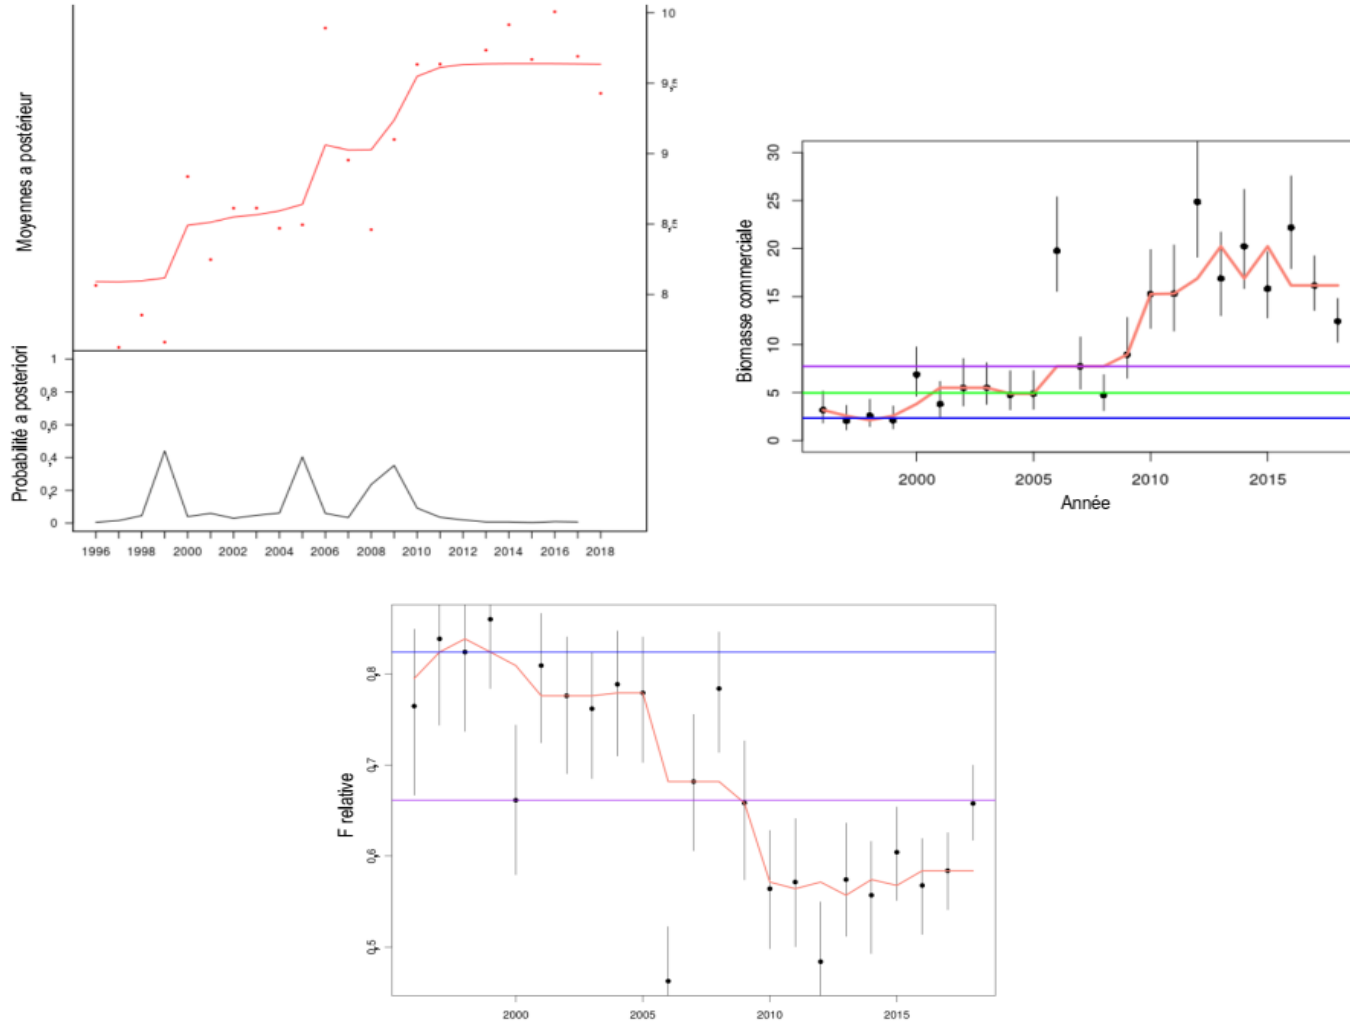 Moyennes a postérieur
10
9,5
9
8,5
8
Probabilité a posteriori
1
0,8
0,6
0,4
0,2
0
1996 1998 2000 2002 2004 2006 2008 2010 2012 2014 2016 2018
Biomasse commerciale
30
25
20
15
10
5
0
2000 2005 2010 2015
Année
F relative
0,8
0,7
0,6
0,5
2000 2005 2010 2015